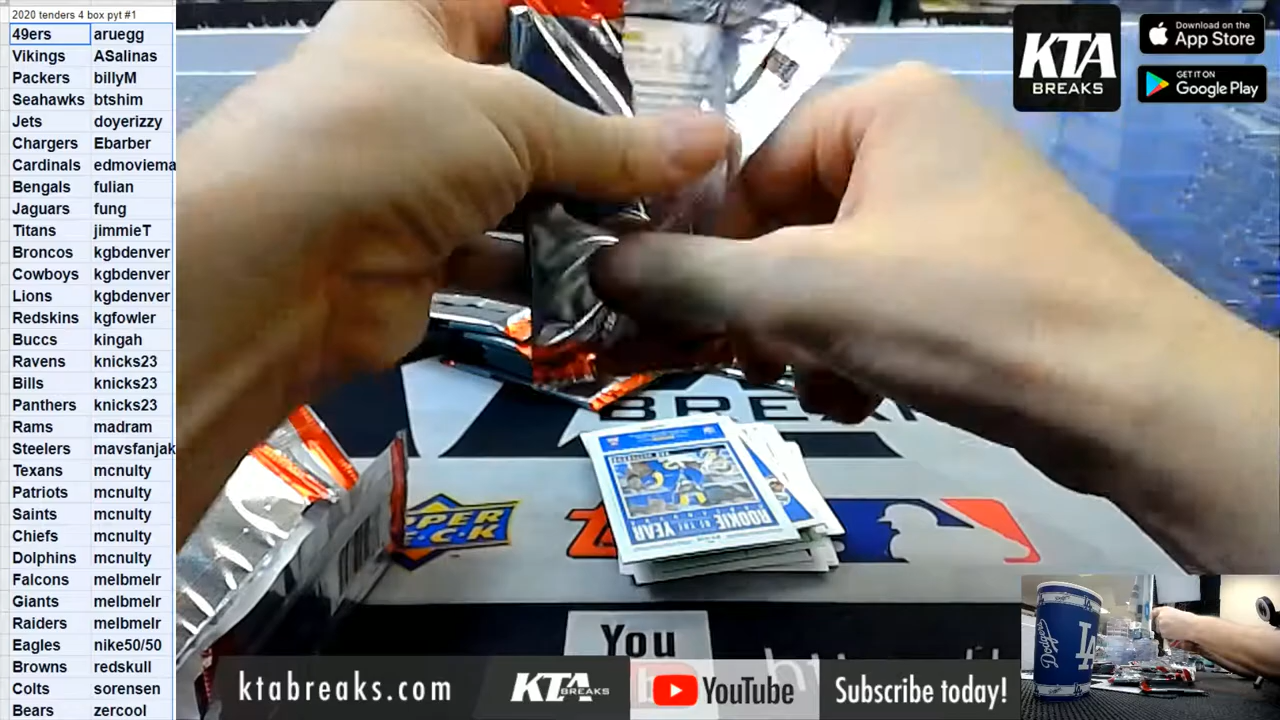 2020 tenders 4 box pyt #1
49ers aruegg
Vikings ASalinas
Packers billyM
Seahawks btshim
Jets doyerizzy
Chargers Ebarber
Cardinals edmoviema
Bengals fulian
Jaguars fung
Titans jimmieT
Broncos kgbdenver
Cowboys kgbdenver
Lions kgbdenver
Redskins kgfowler
Buccs kingah
Ravens knicks23
Bills knicks23
Panthers knicks23
Rams madram
Steelers mavsfanjak
Texans mcnulty
Patriots mcnulty
Saints mcnulty
Chiefs mcnulty
Dolphins mcnulty
Falcons melbmelr
Giants melbmelr
Raiders melbmelr
Eagles nike50/50
Browns redskull
Colts sorensen
Bears zercool
KTA
BREAKS
Download on the
App Store
GET IT ON
Google Play
BREAK
ROOKIE
OF THE YEAR
PPER
You
Dodgers
LA
ktabreaks.com
KTA
BREAKS
YouTube
Subscribe today!